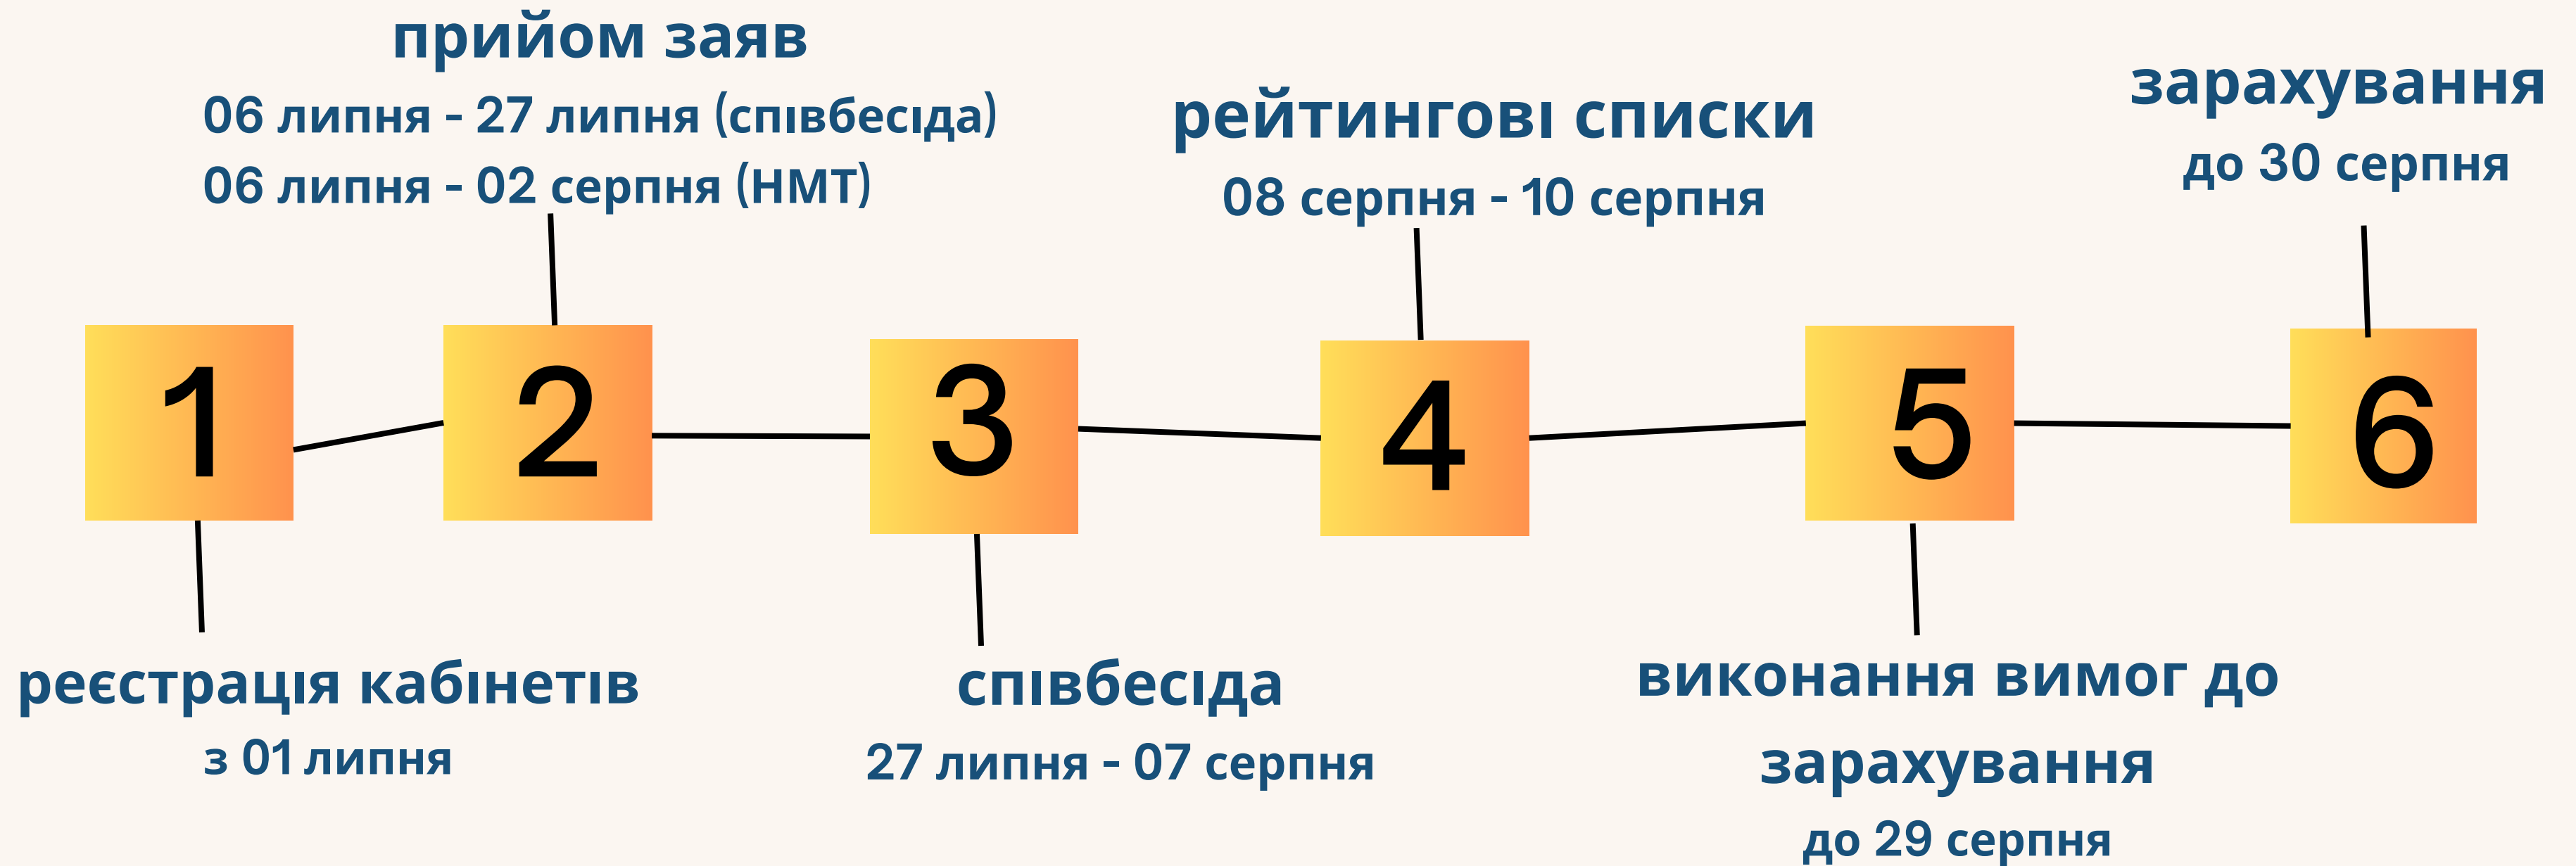 прийом заяв
06 липня - 27 липня (співбесіда)
06 липня - 02 серпня (НМТ)
рейтингові списки
08 серпня - 10 серпня
зарахування
до 30 серпня
1
2
3
4
5
6
реєстрація кабінетів
з 01 липня
співбесіда
27 липня - 07 серпня
виконання вимог до
зарахування
до 29 серпня